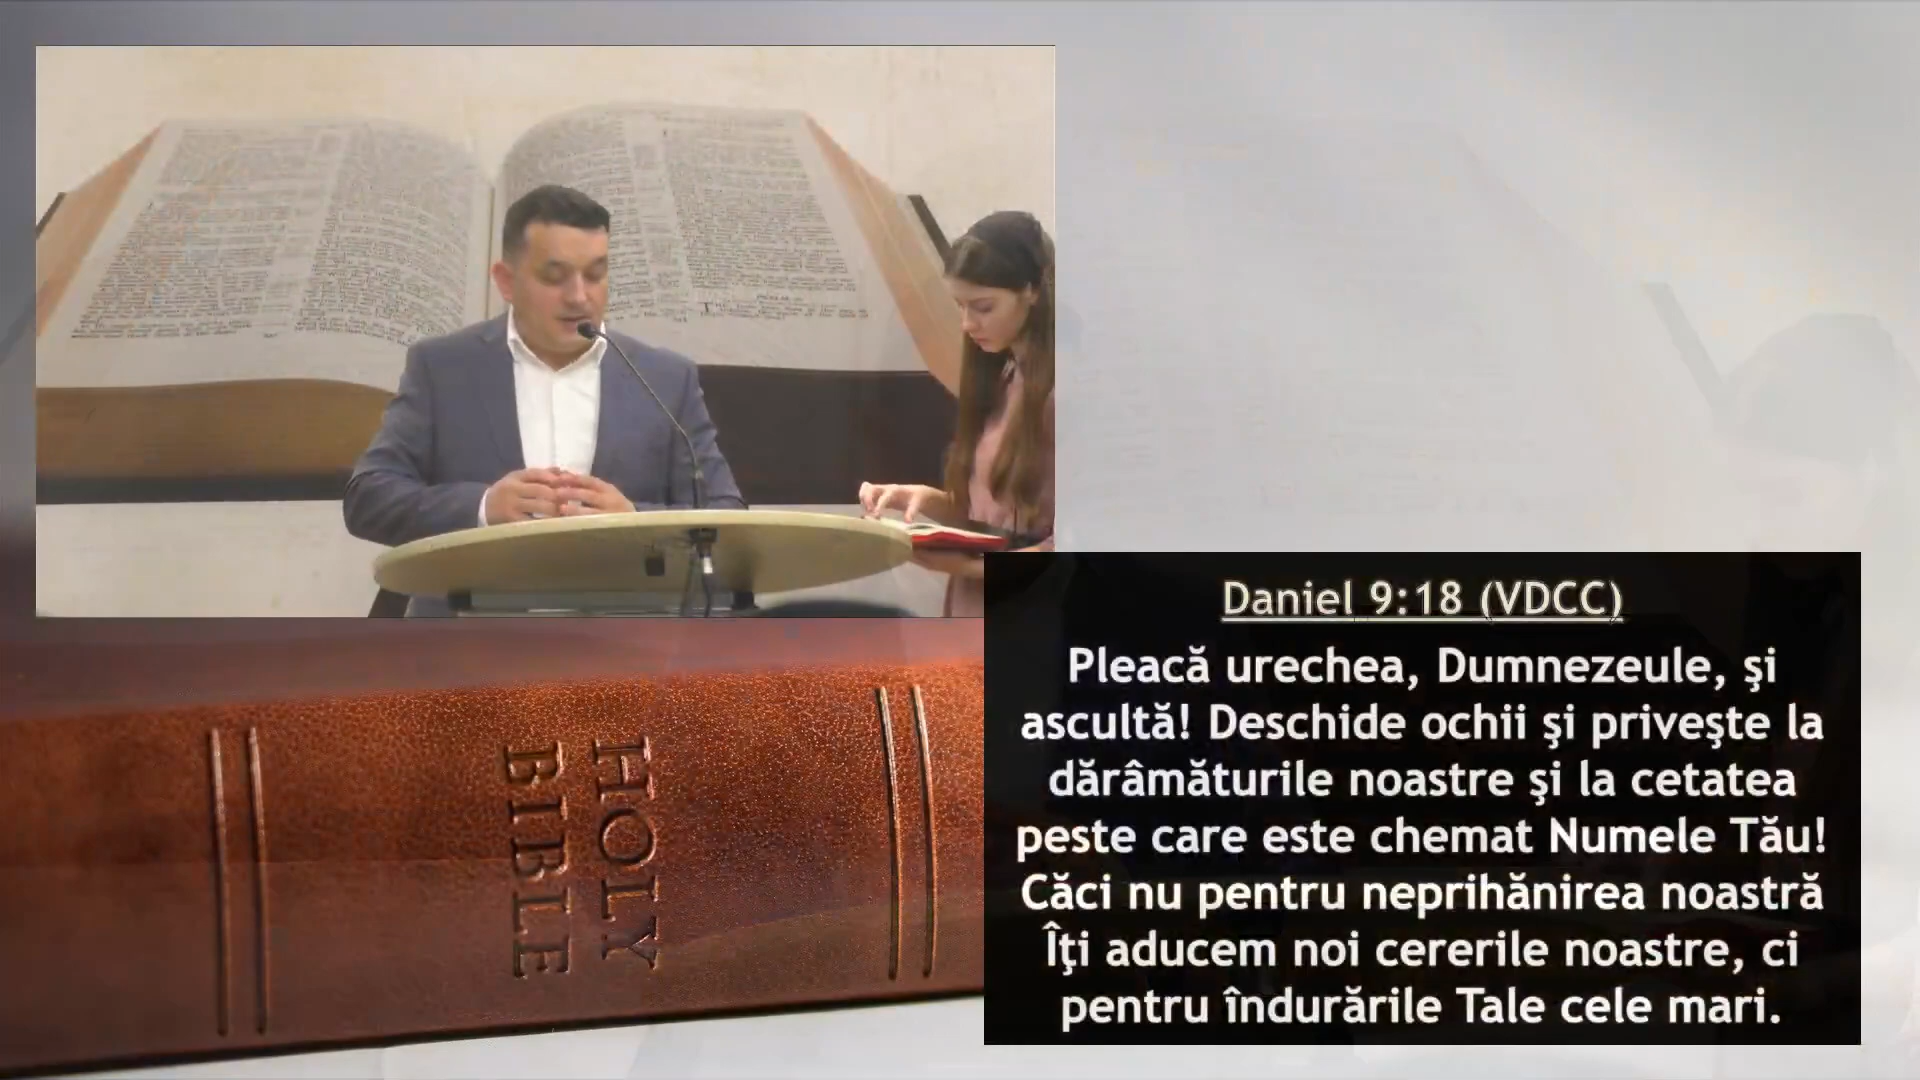 Daniel 9:18 (VDCC)
Pleacă urechea, Dumnezeule, şi
ascultă! Deschide ochii şi priveşte la
dărâmăturile noastre şi la cetatea
peste care este chemat Numele Tău!
Căci nu pentru neprihănirea noastră
Îţi aducem noi cererile noastre, ci
pentru îndurările Tale cele mari.
HOLY
BIBLE